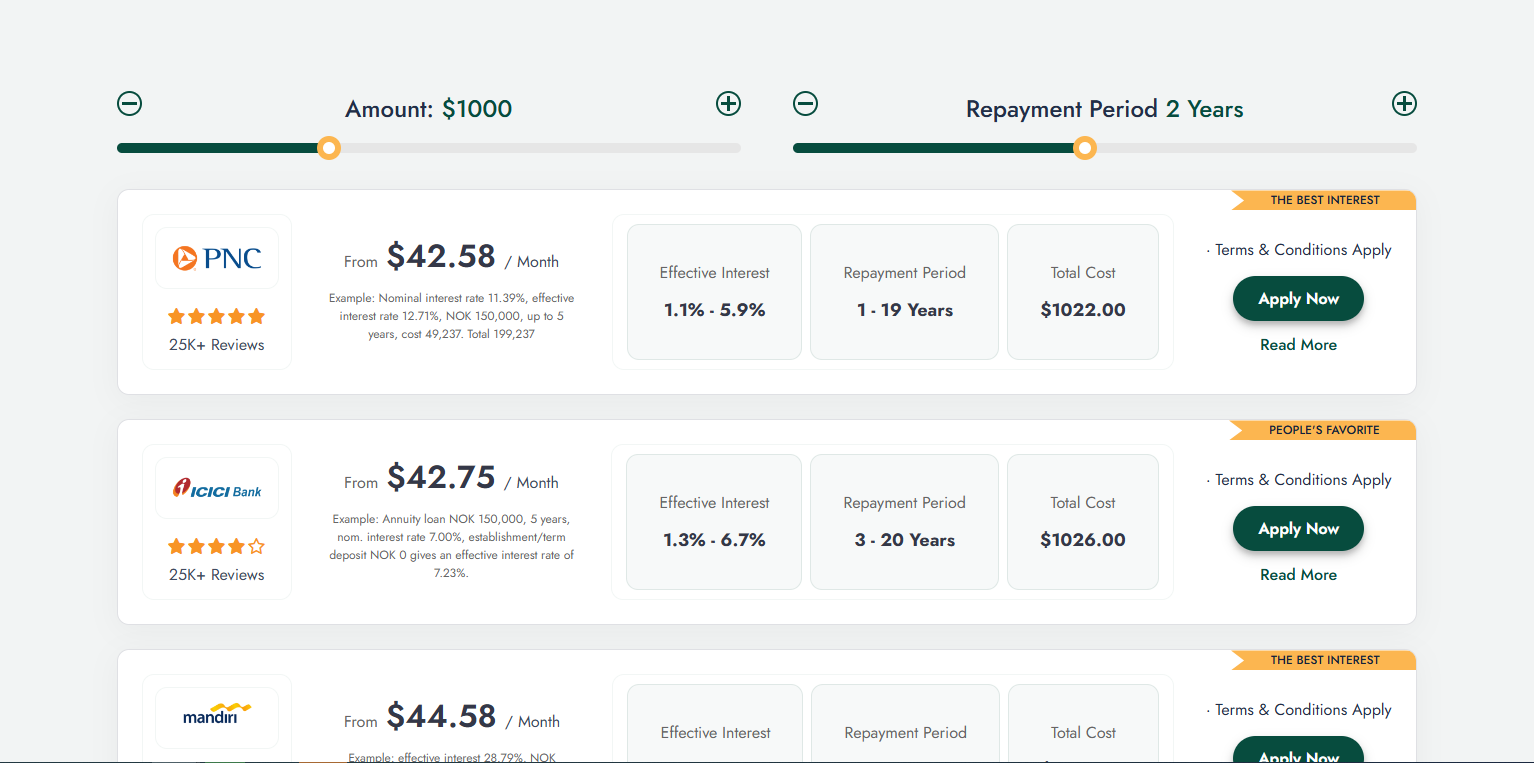 Amount: $1000
Repayment Period 2 Years
THE BEST INTEREST
PNC
25K+ Reviews
From $42.58 / Month
Example: Nominal interest rate 11.39%, effective
interest rate 12.71%, NOK 150,000, up to 5
years, cost 49,237. Total 199,237
Effective Interest
1.1% - 5.9%
Repayment Period
1 - 19 Years
Total Cost
$1022.00
· Terms & Conditions Apply
Apply Now
Read More
PEOPLE'S FAVORITE
ICICI Bank
25K+ Reviews
From $42.75 / Month
Example: Annuity loan NOK 150,000, 5 years,
nom. interest rate 7.00%, establishment/term
deposit NOK 0 gives an effective interest rate of
7.23%.
Effective Interest
1.3% - 6.7%
Repayment Period
3 - 20 Years
Total Cost
$1026.00
· Terms & Conditions Apply
Apply Now
Read More
THE BEST INTEREST
mandiri
From $44.58 / Month
Example: effective interest 28.79%, NOK
Effective Interest
Repayment Period
Total Cost
· Terms & Conditions Apply
Apply Now